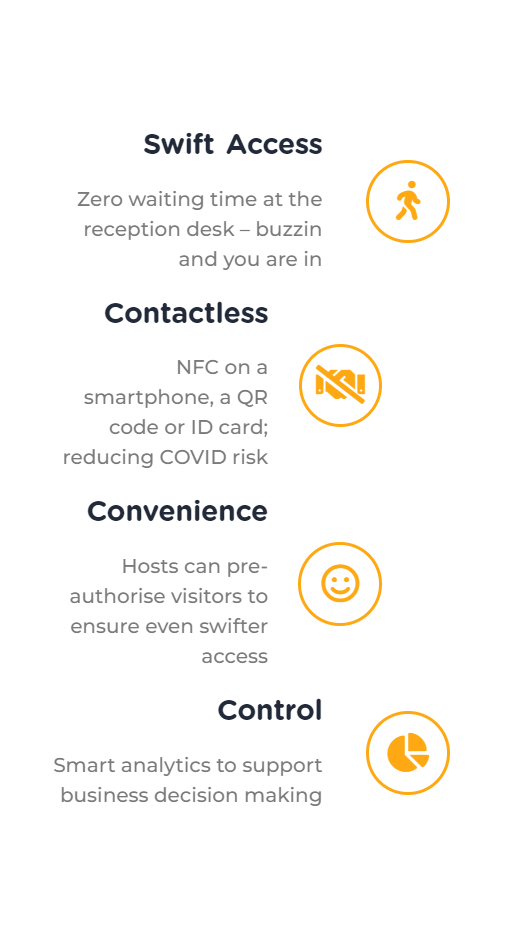 Swift Access
Zero waiting time at the
reception desk – buzzin
and you are in
Contactless
NFC on a
smartphone, a QR
code or ID card;
reducing COVID risk
Convenience
Hosts can pre-
authorise visitors to
ensure even swifter
access
Control
Smart analytics to support
business decision making